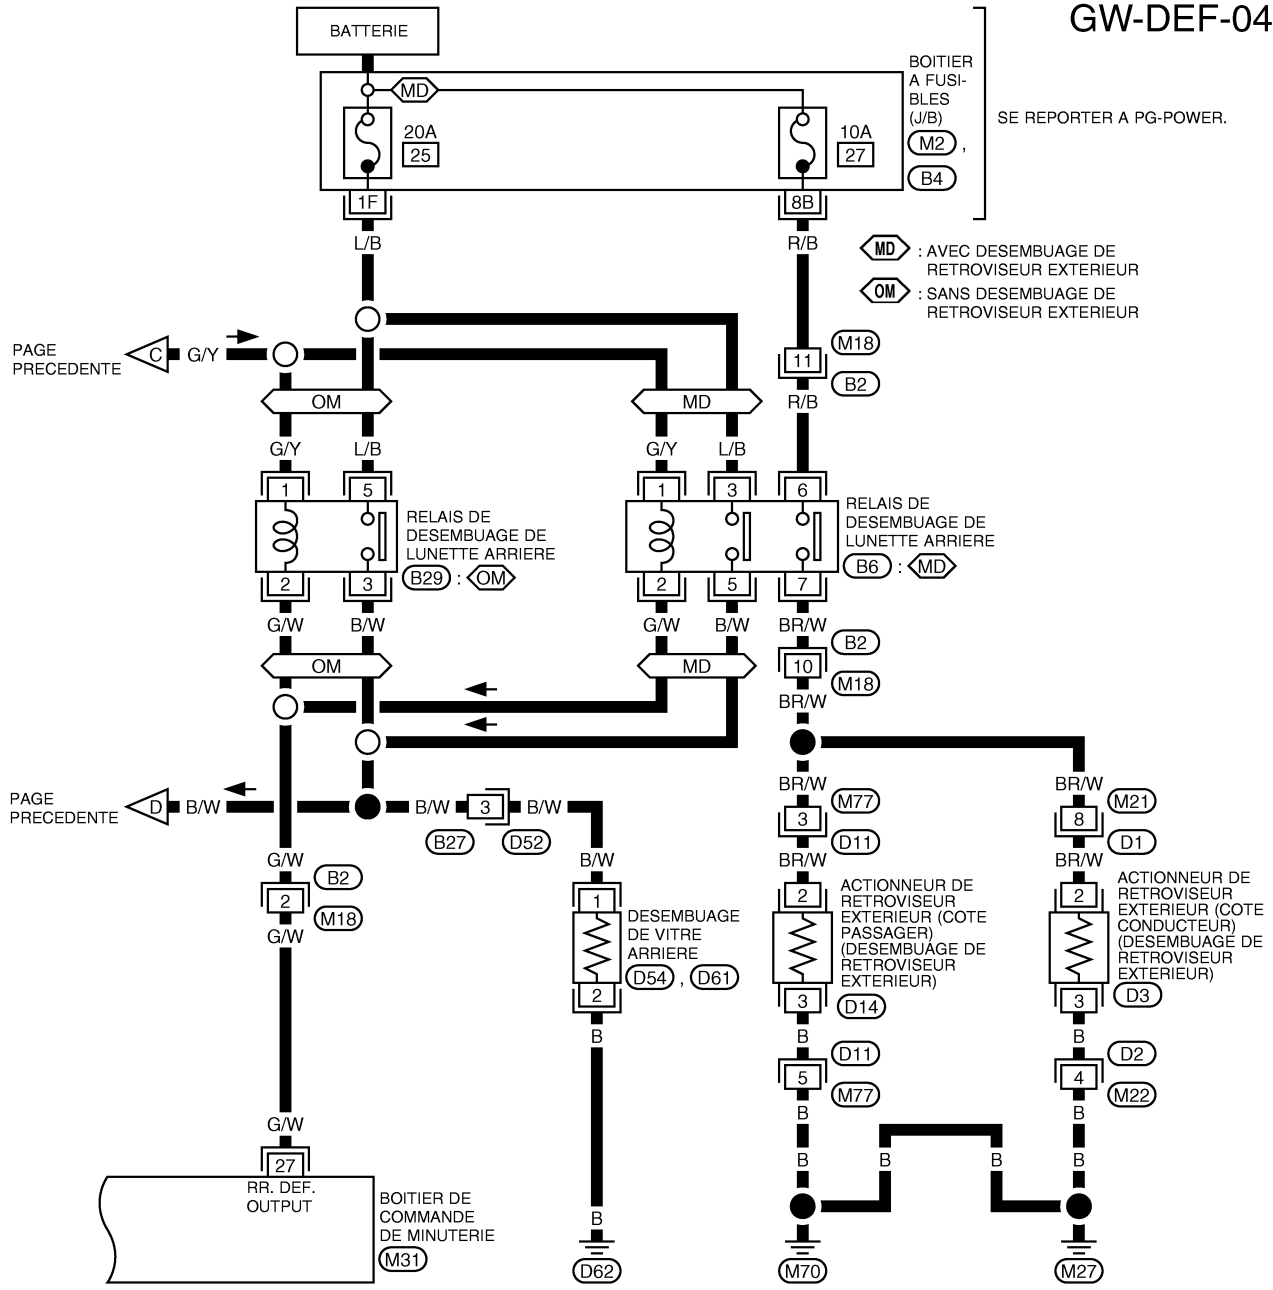 GW-DEF-04
BATTERIE
MD
20A
25
10A
27
BOITIER
A FUSI-
BLES
(J/B)
M2 ,
B4
SE REPORTER A PG-POWER.
1F
8B
L/B
R/B
MD : AVEC DESEMBUAGE DE
RETROVISEUR EXTERIEUR
OM : SANS DESEMBUAGE DE
RETROVISEUR EXTERIEUR
PAGE
PRECEDENTE
C
G/Y
11
M18
B2
R/B
OM
MD
G/Y
L/B
G/Y
L/B
1
5
1
3
6
RELAIS DE
DESEMBUAGE DE
LUNETTE ARRIERE
B29 : OM
RELAIS DE
DESEMBUAGE DE
LUNETTE ARRIERE
B6 : MD
2
3
2
5
7
G/W
B/W
G/W
B/W
BR/W
OM
MD
B2
10
M18
BR/W
PAGE
PRECEDENTE
D
B/W
B/W
3
B/W
B27
D52
BR/W
BR/W
M77
3
D11
M21
8
D1
G/W
B/W
BR/W
BR/W
B2
2
M18
G/W
1
DESEMBUAGE
DE VITRE
ARRIERE
D54 , D61
2
B
2
ACTIONNEUR DE
RETROVISEUR
EXTERIEUR (COTE
PASSAGER)
(DESEMBUAGE DE
RETROVISEUR
EXTERIEUR)
3
D14
2
ACTIONNEUR DE
RETROVISEUR
EXTERIEUR (COTE
CONDUCTEUR)
(DESEMBUAGE DE
RETROVISEUR
EXTERIEUR)
3
D3
B
B
D11
5
M77
D2
4
M22
B
B
G/W
27
RR. DEF.
OUTPUT
BOITIER DE
COMMANDE
DE MINUTERIE
M31
B
B
B
B
B
D62
M70
M27